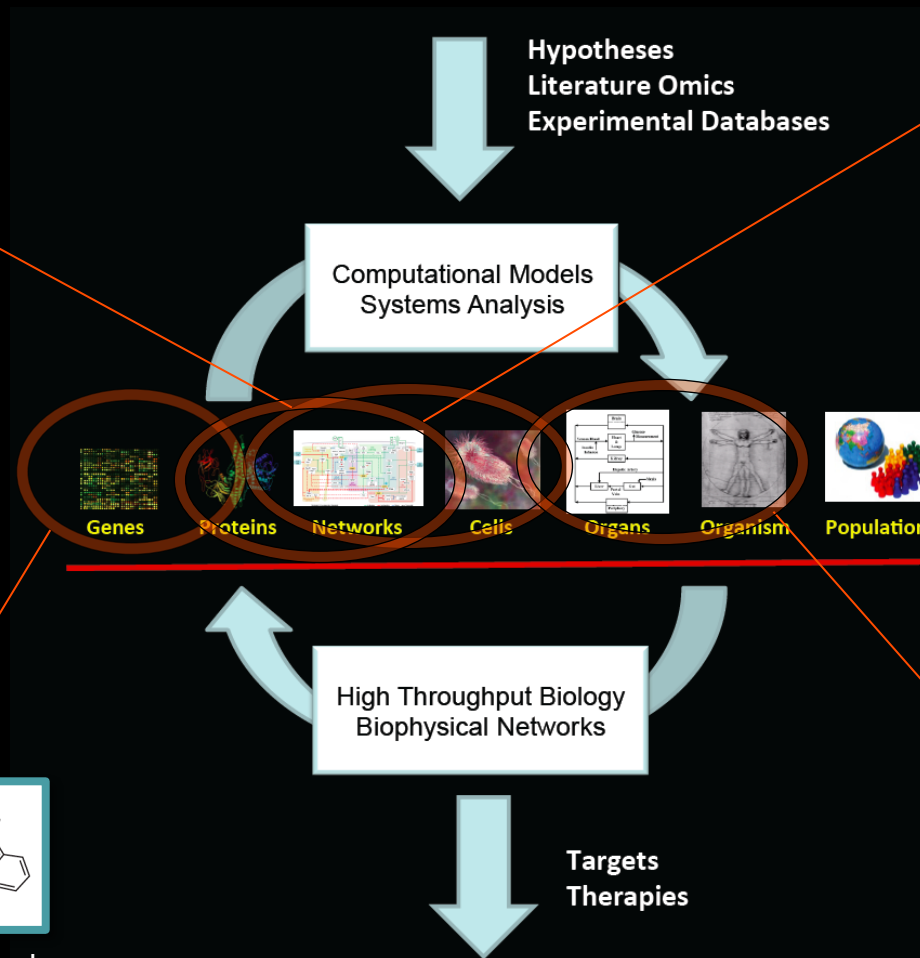 Hypotheses
Literature Omics
Experimental Databases
Computational Models
Systems Analysis
Genes Proteins Networks Cells Organs Organism Population
High Throughput Biology
Biophysical Networks
Targets
Therapies